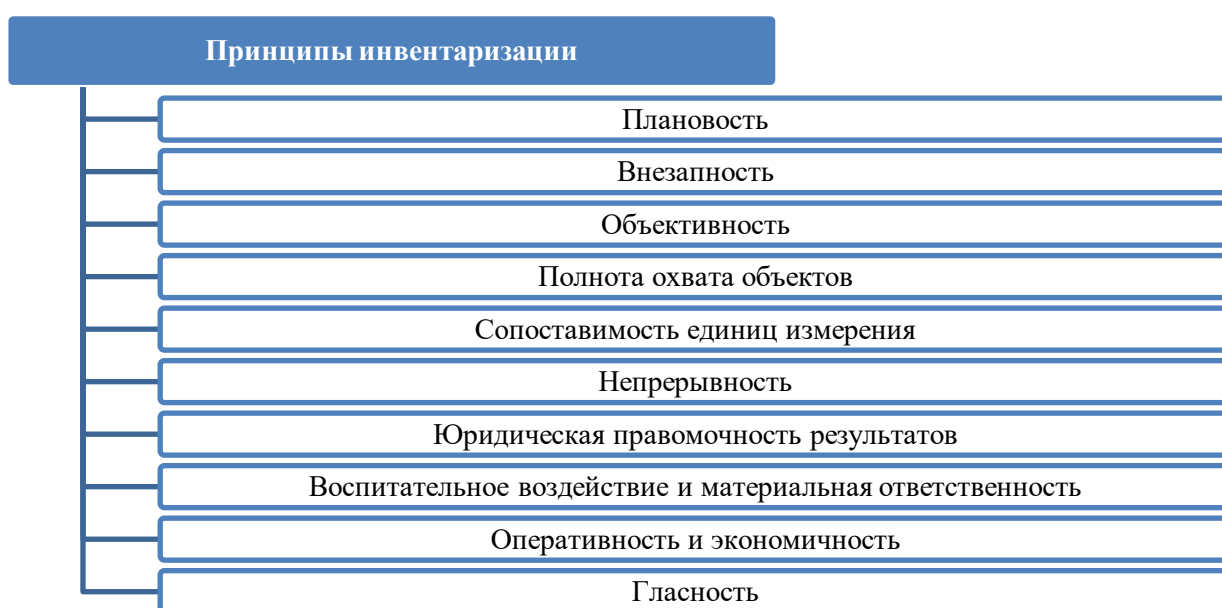 Принципы инвентаризации
Плановость
Внезапность
Объективность
Полнота охвата объектов
Сопоставимость единиц измерения
Непрерывность
Юридическая правомочность результатов
Воспитательное воздействие и материальная ответственность
Оперативность и экономичность
Гласность